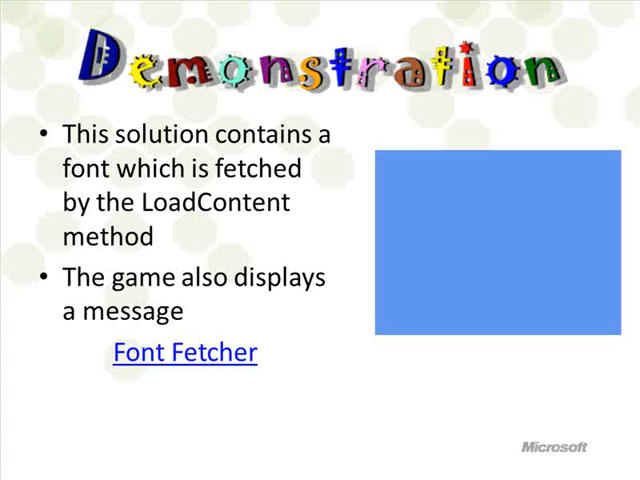 Demonstration
• This solution contains a
font which is fetched
by the LoadContent
method
• The game also displays
a message
Font Fetcher
Microsoft